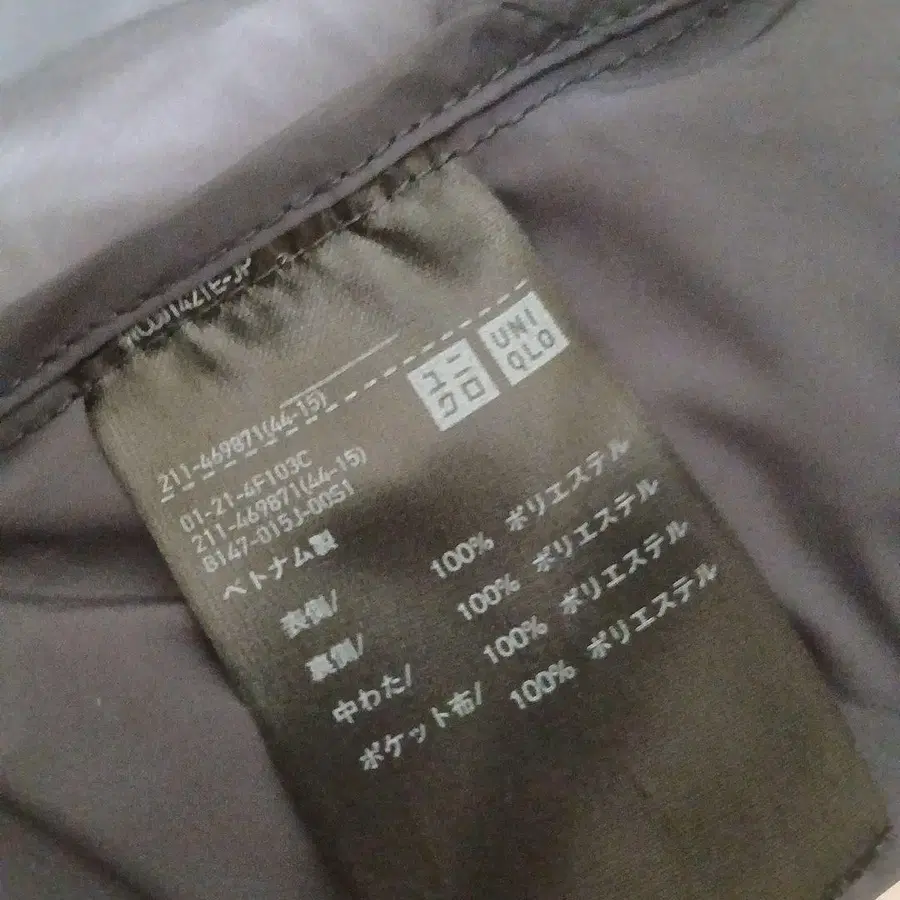 ユニ
クロ
UNI
QLO
211-469871(44-15)
01-21-4F103C
211-469871(44-15)
8147-015J-00S1
ベトナム製
表側/ 100% ポリエステル
裏側/ 100% ポリエステル
中わた/ 100% ポリエステル
ポケット布/ 100% ポリエステル